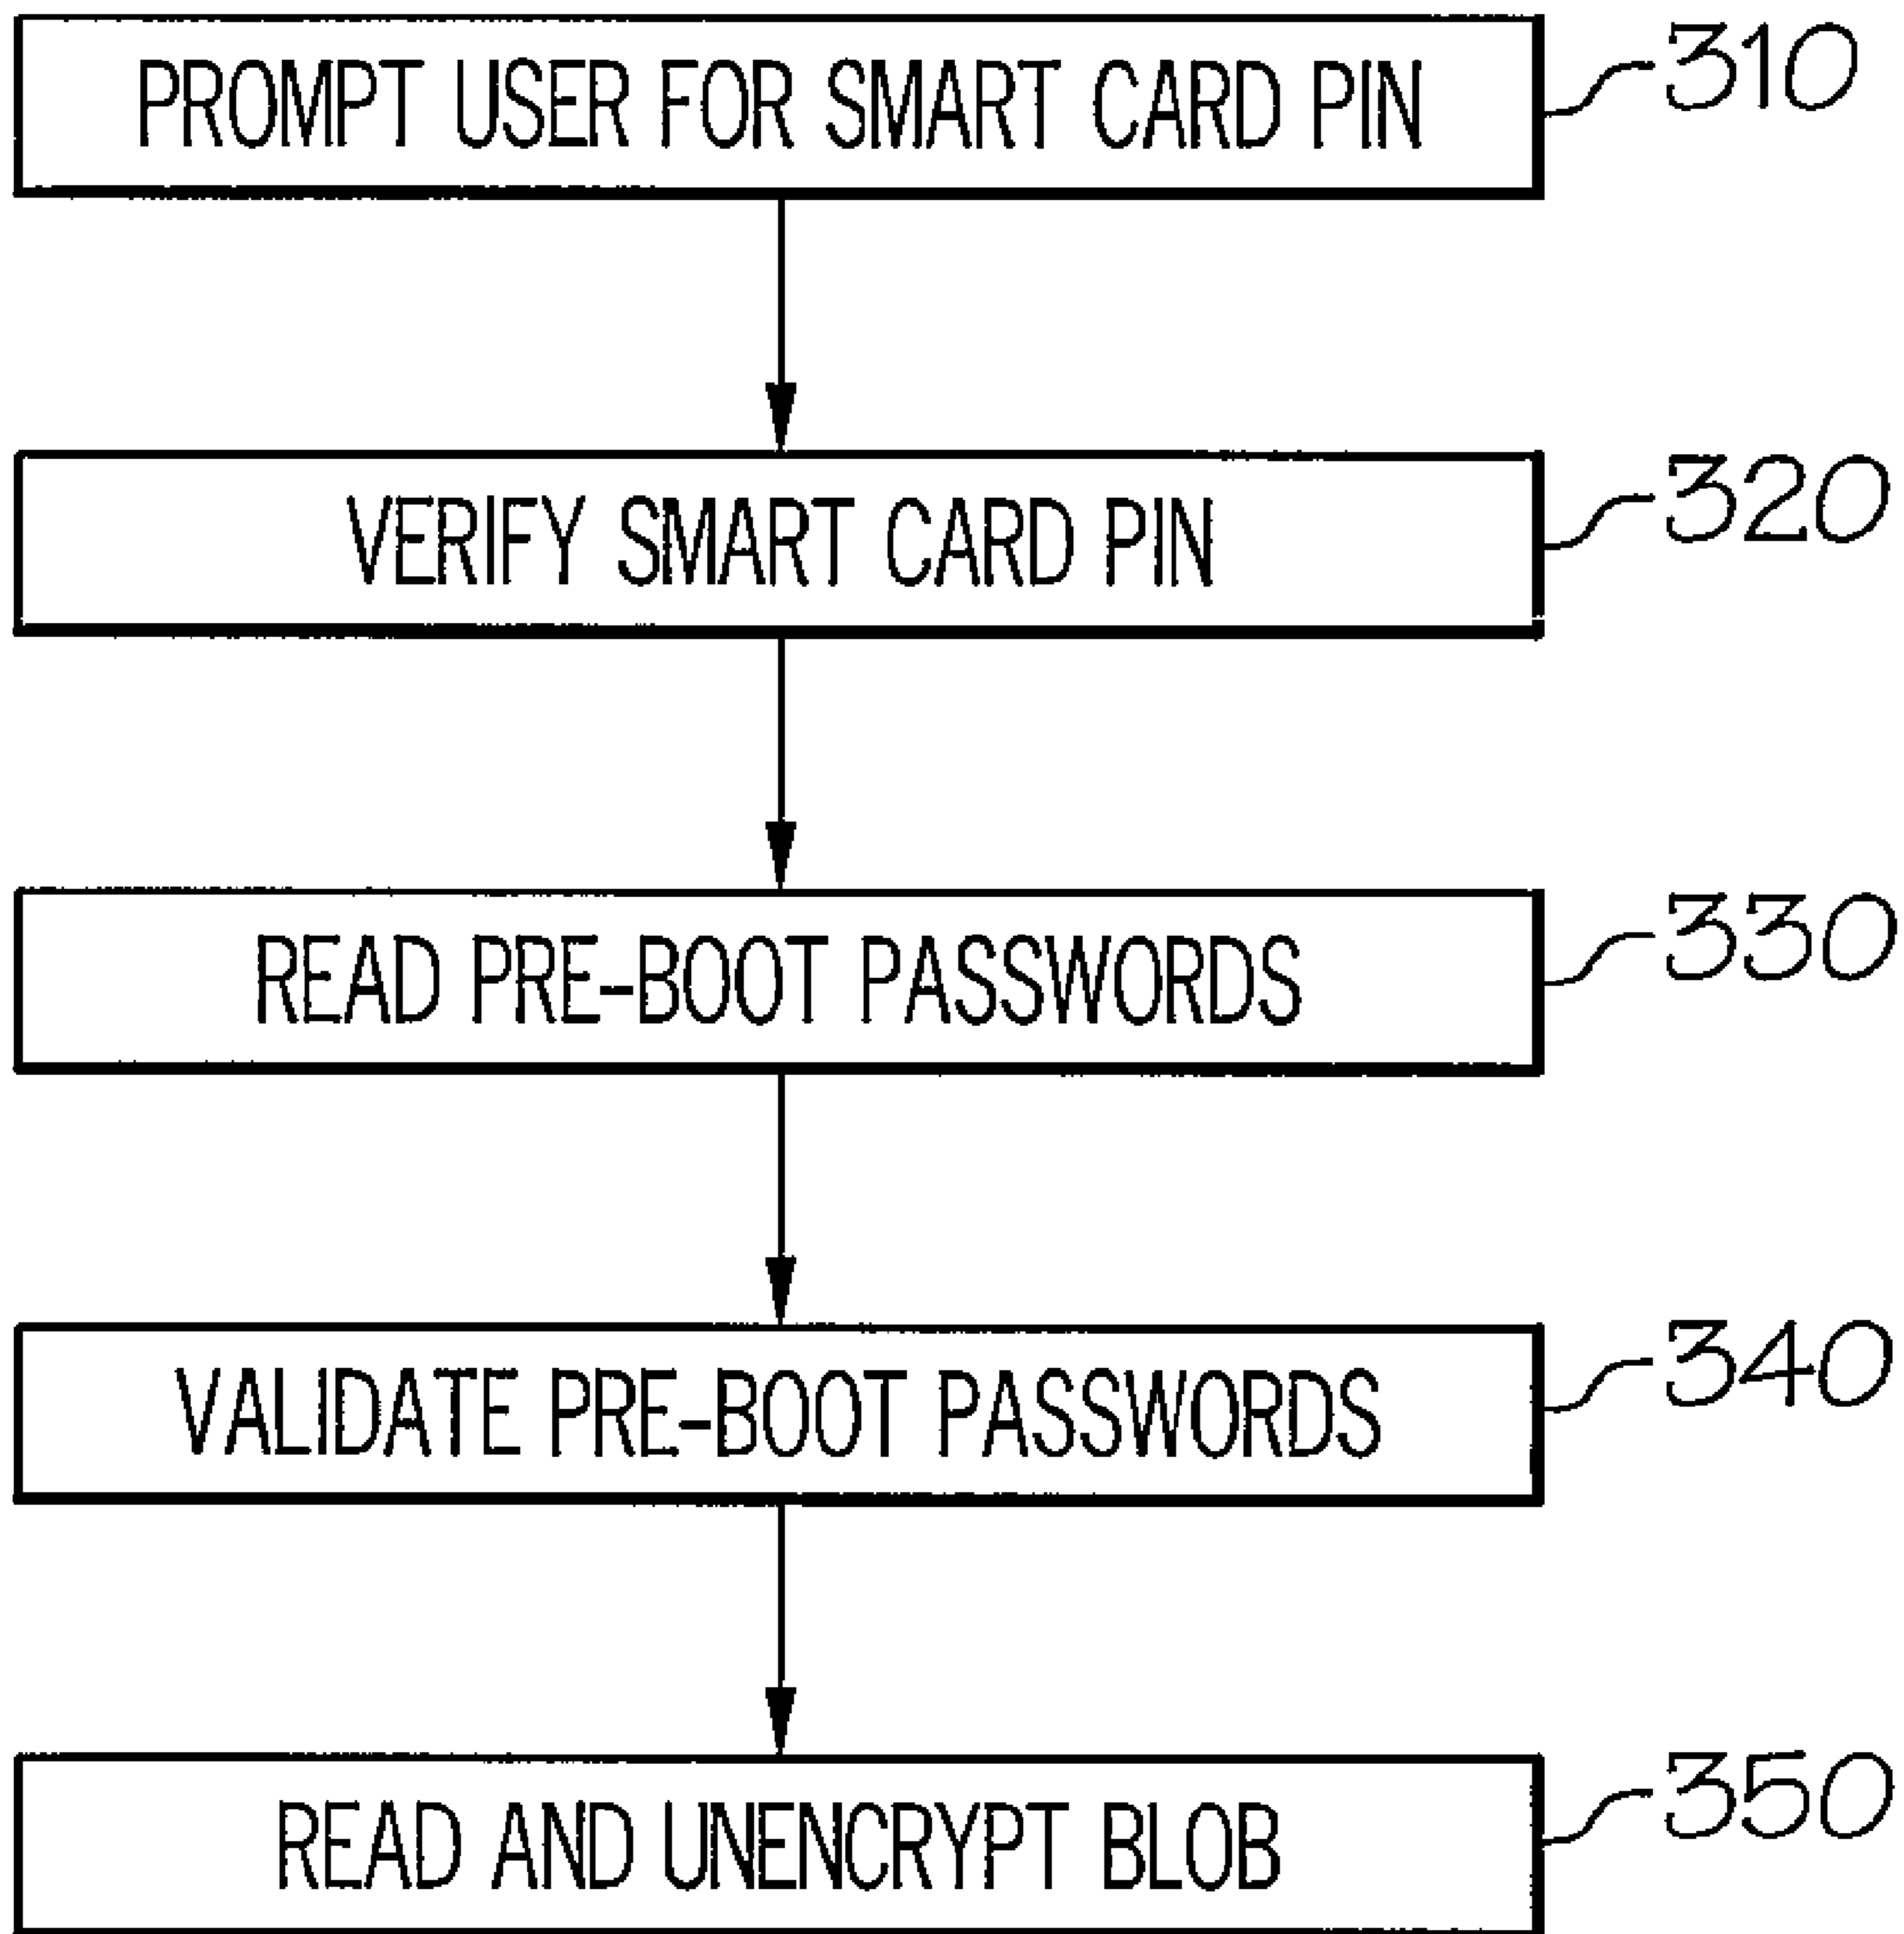 PROMPT USER FOR SMART CARD PIN
310
VERIFY SMART CARD PIN
320
READ PRE-BOOT PASSWORDS
330
VALIDATE PRE-BOOT PASSWORDS
340
READ AND UNENCRYPT BLOB
350